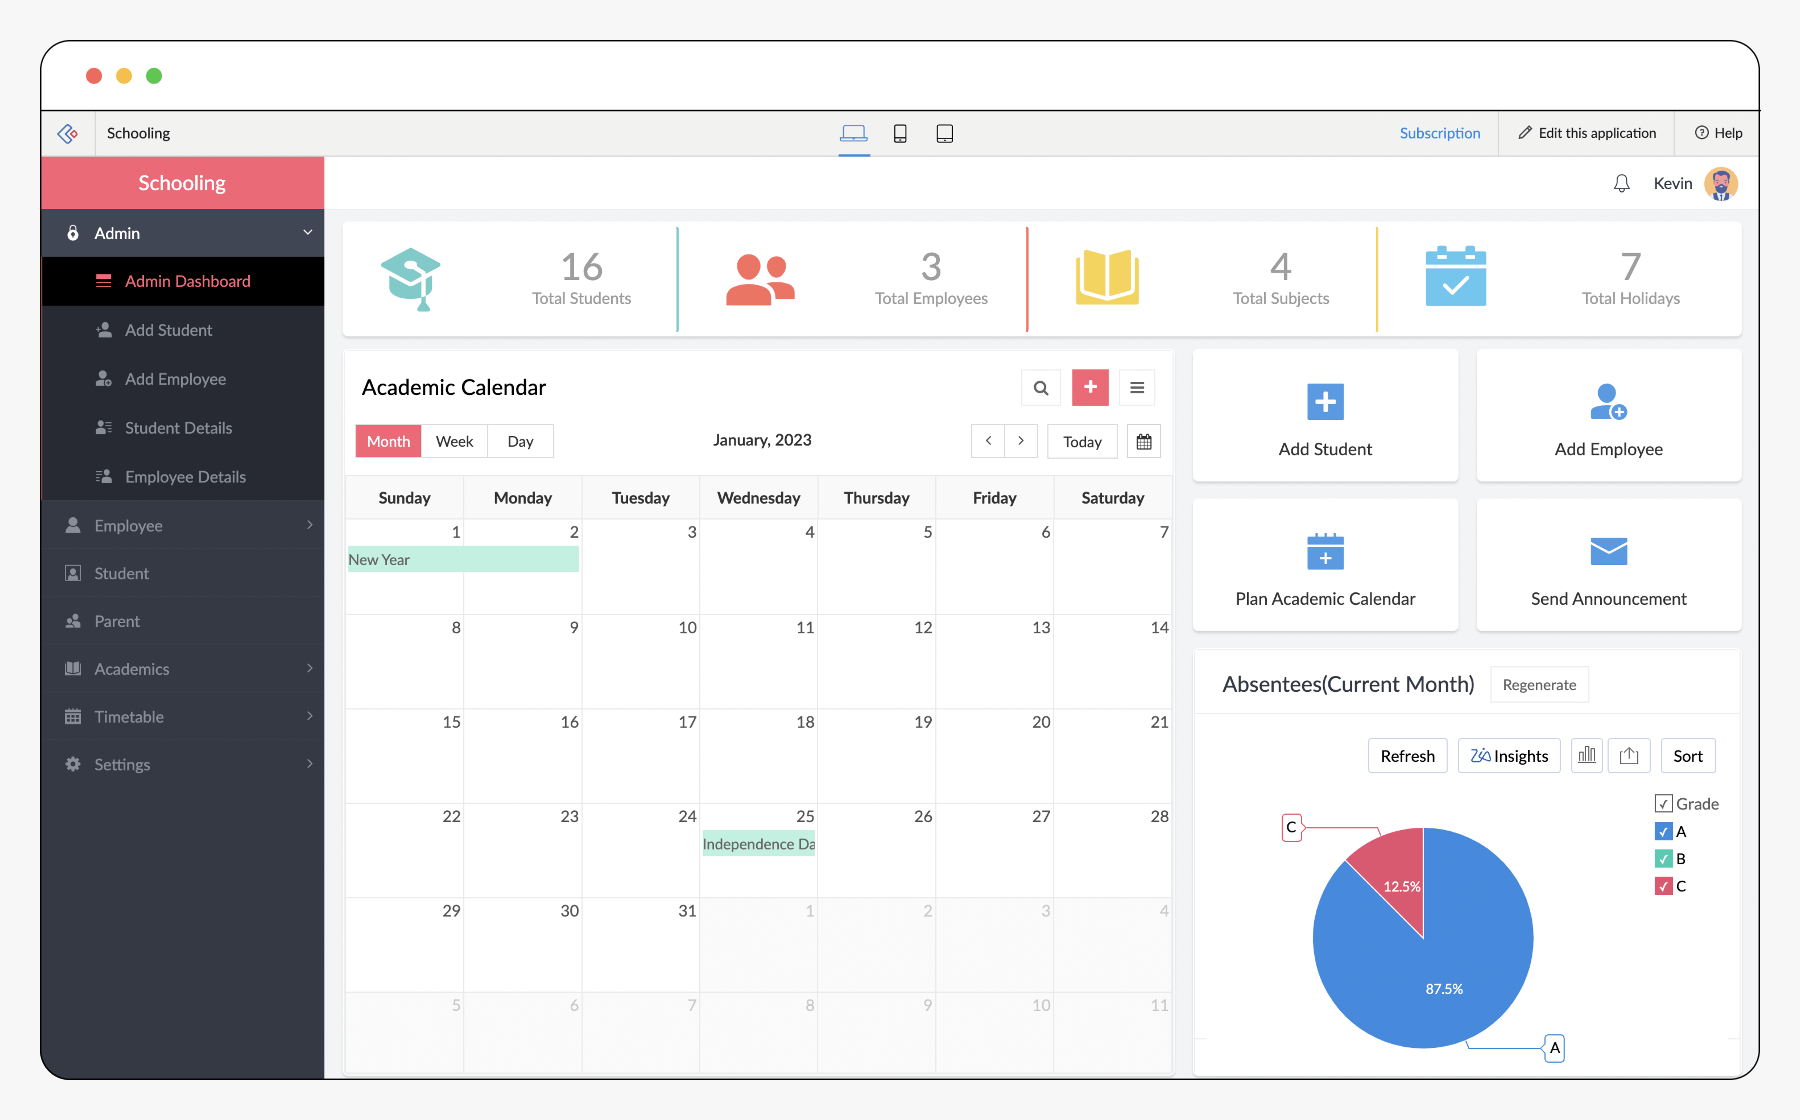 Schooling
Subscription
Edit this application
Help
Schooling
Kevin
Admin
Admin Dashboard
Add Student
Add Employee
Student Details
Employee Details
Employee
Student
Parent
Academics
Timetable
Settings
16
Total Students
3
Total Employees
4
Total Subjects
7
Total Holidays
Academic Calendar
Month Week Day
January, 2023
Today
Sunday Monday Tuesday Wednesday Thursday Friday Saturday
1 2 3 4 5 6 7
New Year
8 9 10 11 12 13 14
15 16 17 18 19 20 21
22 23 24 25 26 27 28
Independence Da
29 30 31 1 2 3 4
5 6 7 8 9 10 11
Add Student
Add Employee
Plan Academic Calendar
Send Announcement
Absentees(Current Month)
Regenerate
Refresh
Zia Insights
Sort
Grade
A
B
C
C
12.5%
87.5%
A